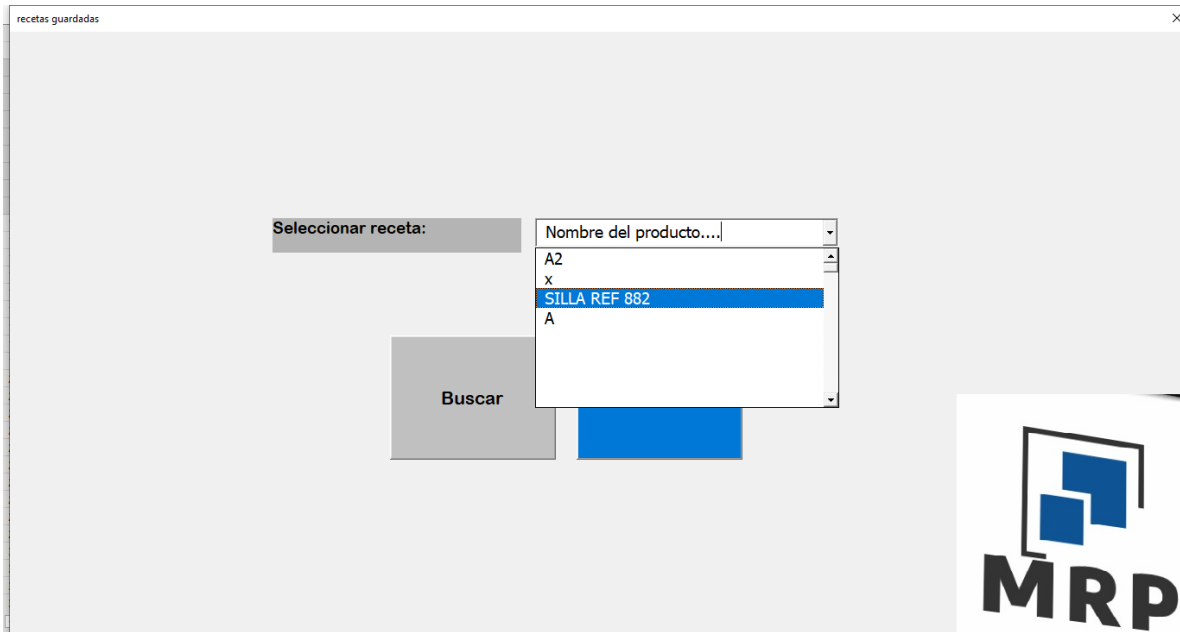 recetas guardadas
Seleccionar receta:
Nombre del producto....
A2
x
SILLA REF 882
A
Buscar
MRP